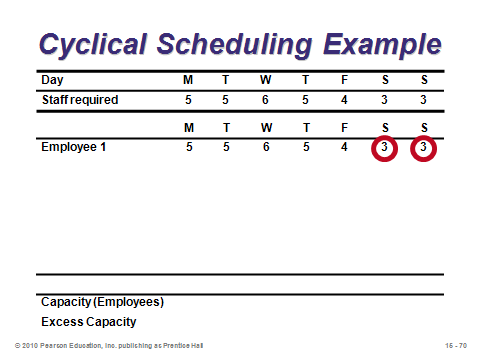 Cyclical Scheduling Example
Day M T W T F S S
Staff required 5 5 6 5 4 3 3
M T W T F S S
Employee 1 5 5 6 5 4 3 3
Capacity (Employees)
Excess Capacity
© 2010 Pearson Education, Inc. publishing as Prentice Hall 15 - 70